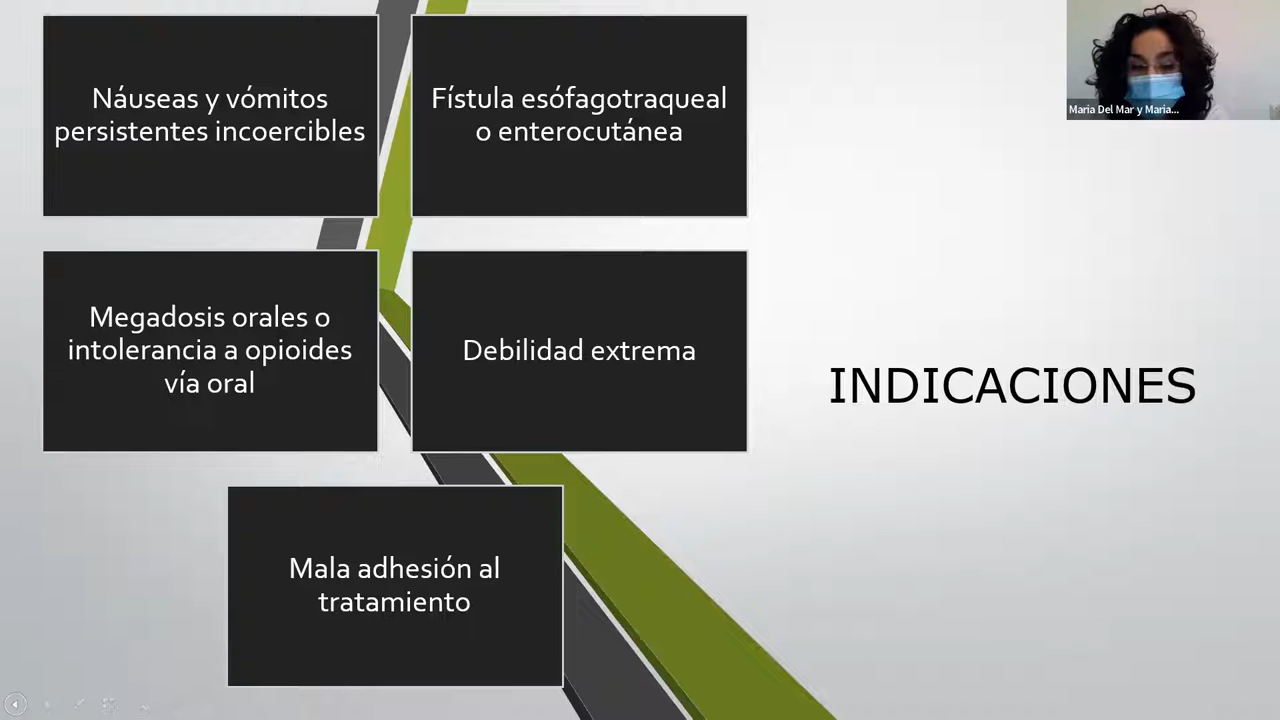 Náuseas y vómitos
persistentes incoercibles
Fístula esófagotraqueal
o enterocutánea
Megadosis orales o
intolerancia a opioides
vía oral
Debilidad extrema
Mala adhesión al
tratamiento
INDICACIONES
Maria Del Mar y Maria...